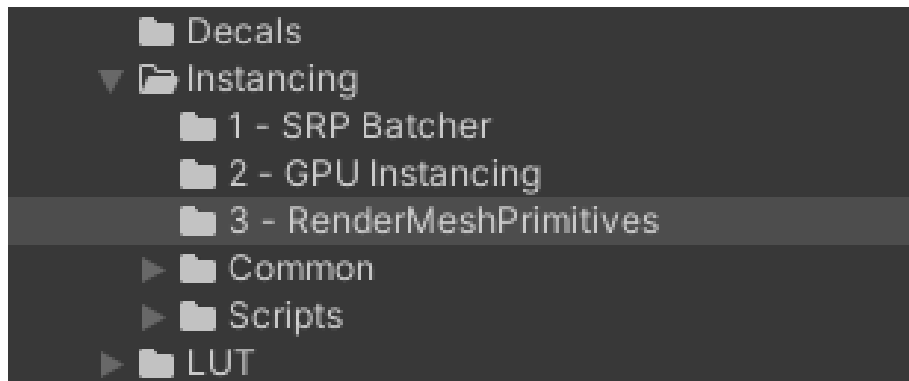 Decals
Instancing
1 - SRP Batcher
2 - GPU Instancing
3 - RenderMeshPrimitives
Common
Scripts
LUT